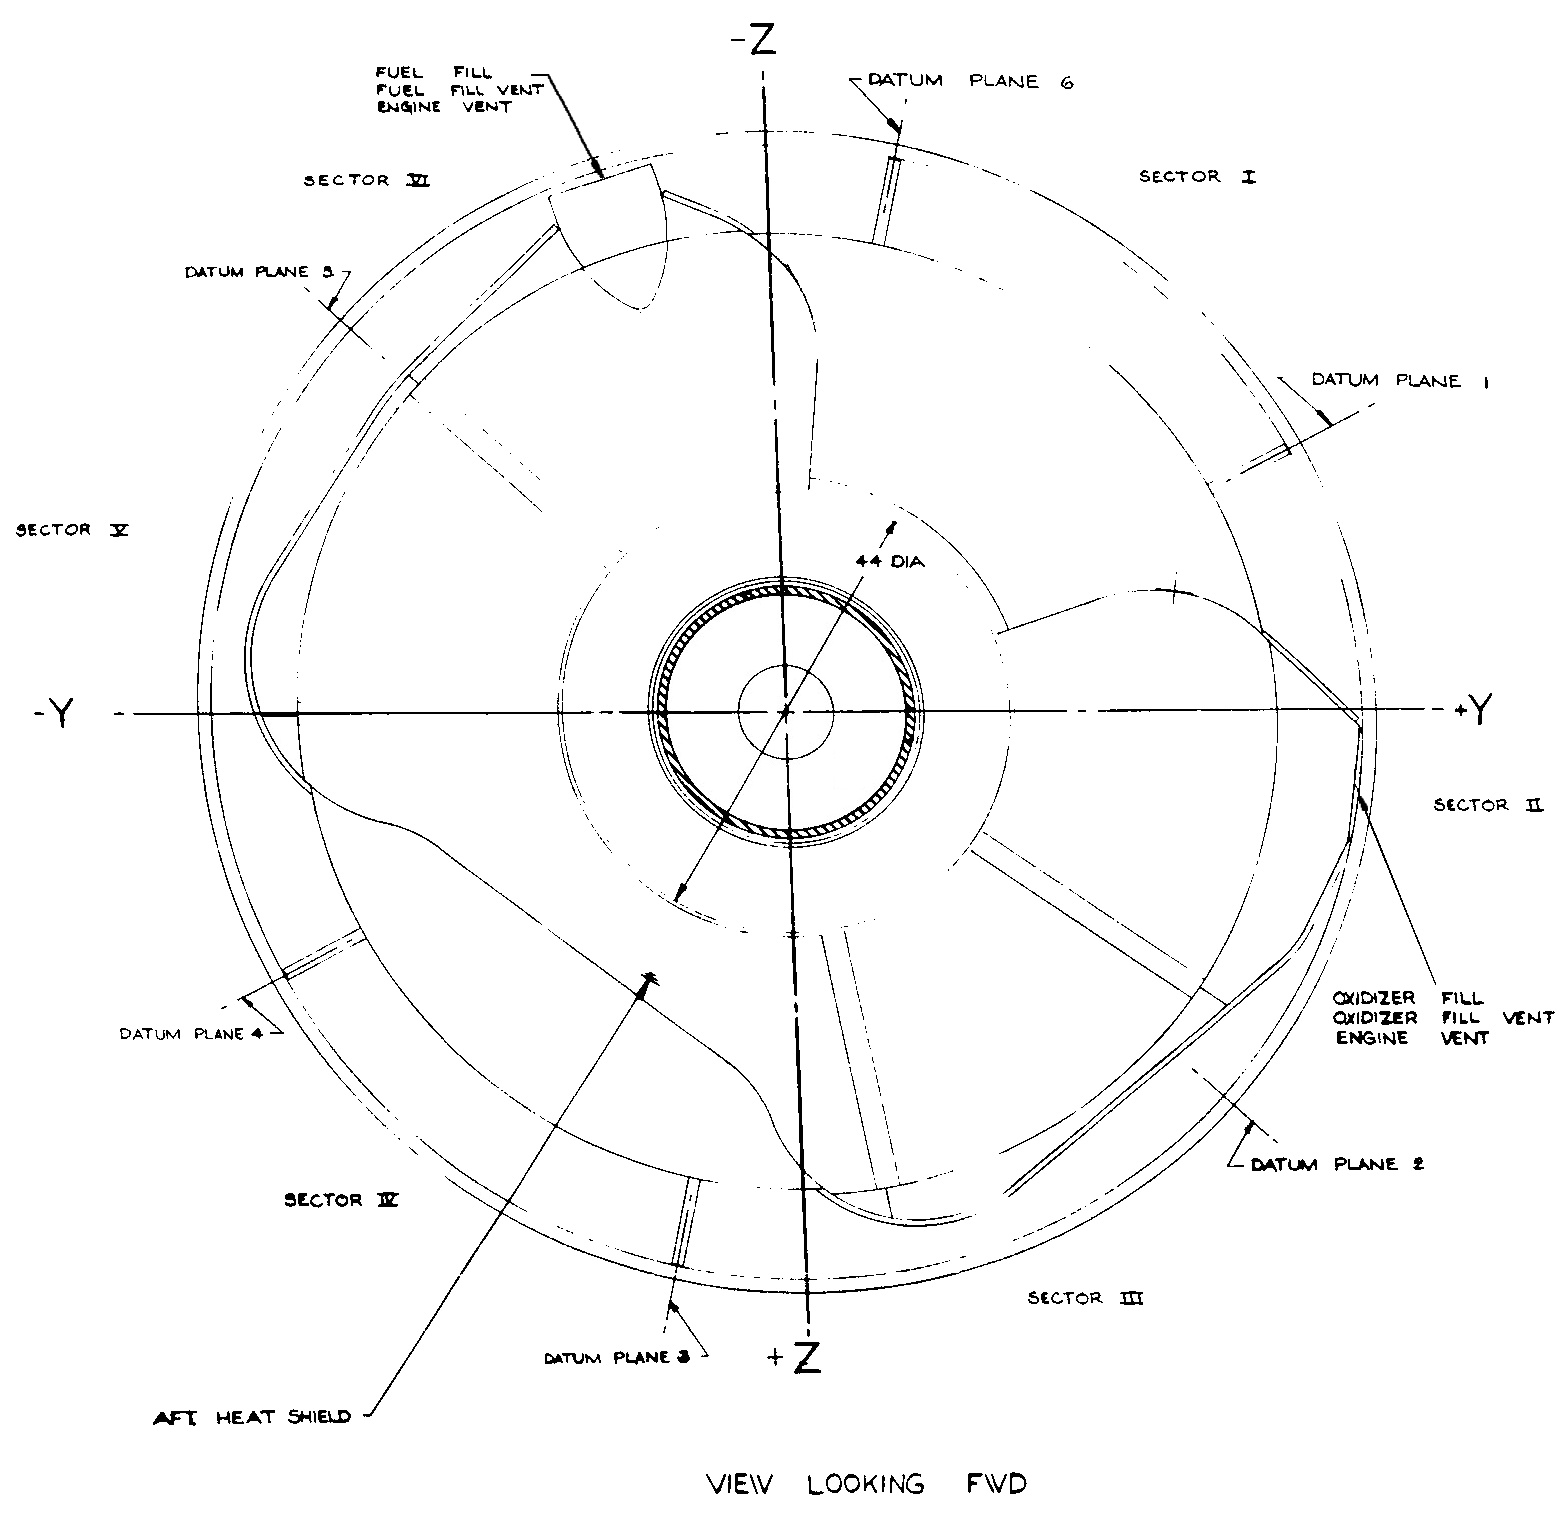 -Z
FUEL FILL
FUEL FILL VENT
ENGINE VENT
DATUM PLANE 6
SECTOR VI
SECTOR I
DATUM PLANE 5
DATUM PLANE 1
SECTOR V
44 DIA
-Y
+Y
SECTOR II
OXIDIZER FILL
OXIDIZER FILL VENT
ENGINE VENT
DATUM PLANE 4
DATUM PLANE 2
SECTOR IV
SECTOR III
DATUM PLANE 3
+Z
AFT HEAT SHIELD
VIEW LOOKING FWD